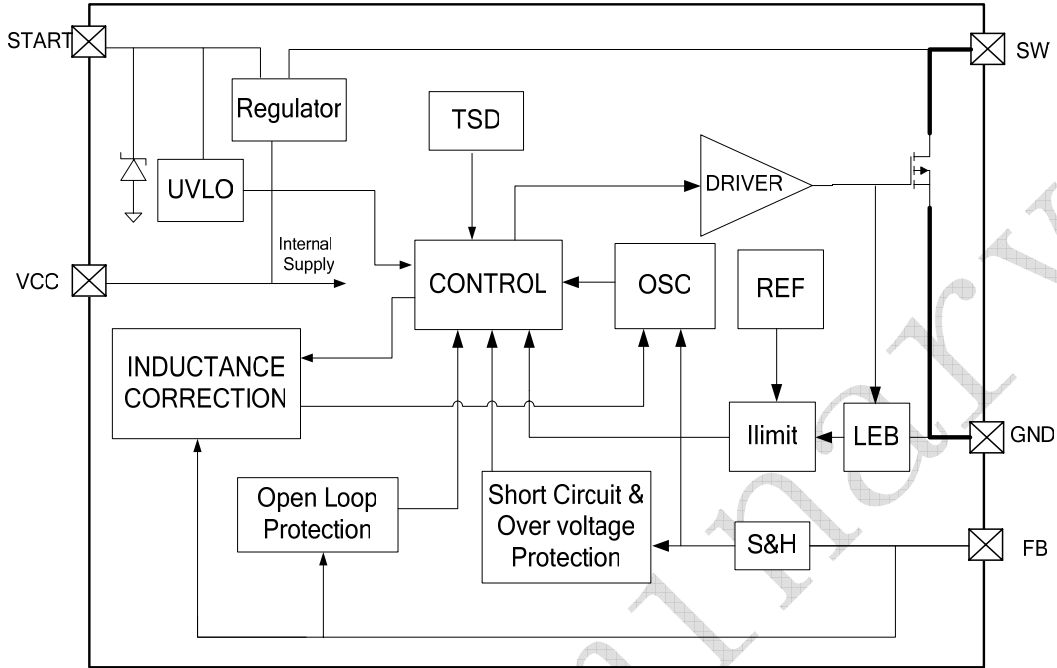 START
SW
Regulator
TSD
DRIVER
UVLO
Internal
Supply
VCC
CONTROL
OSC
REF
INDUCTANCE
CORRECTION
Ilimit
LEB
GND
Open Loop
Protection
Short Circuit &
Over voltage
Protection
S&H
FB
inary